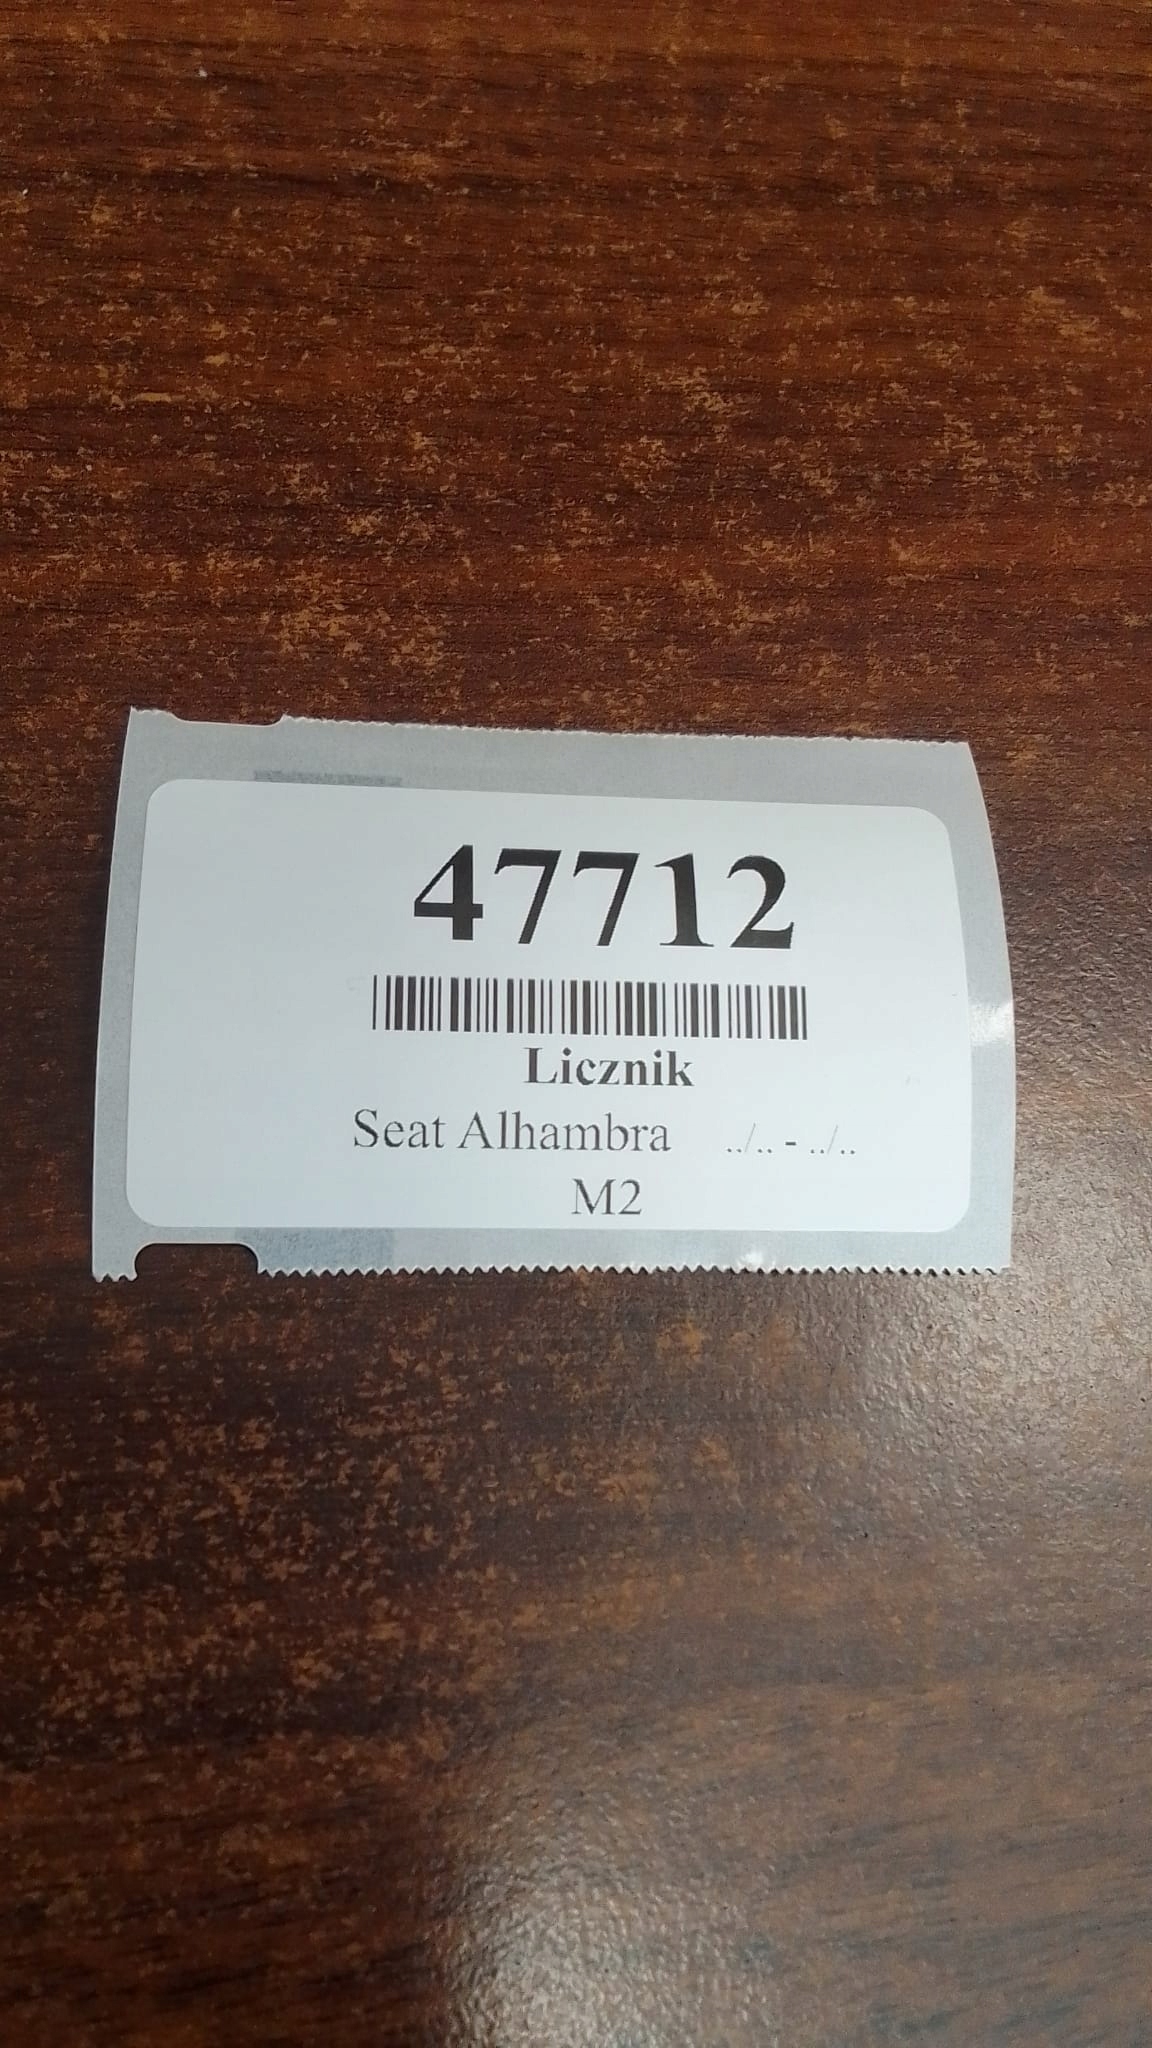 47712
Licznik
Seat Alhambra ../.. - ../..
M2